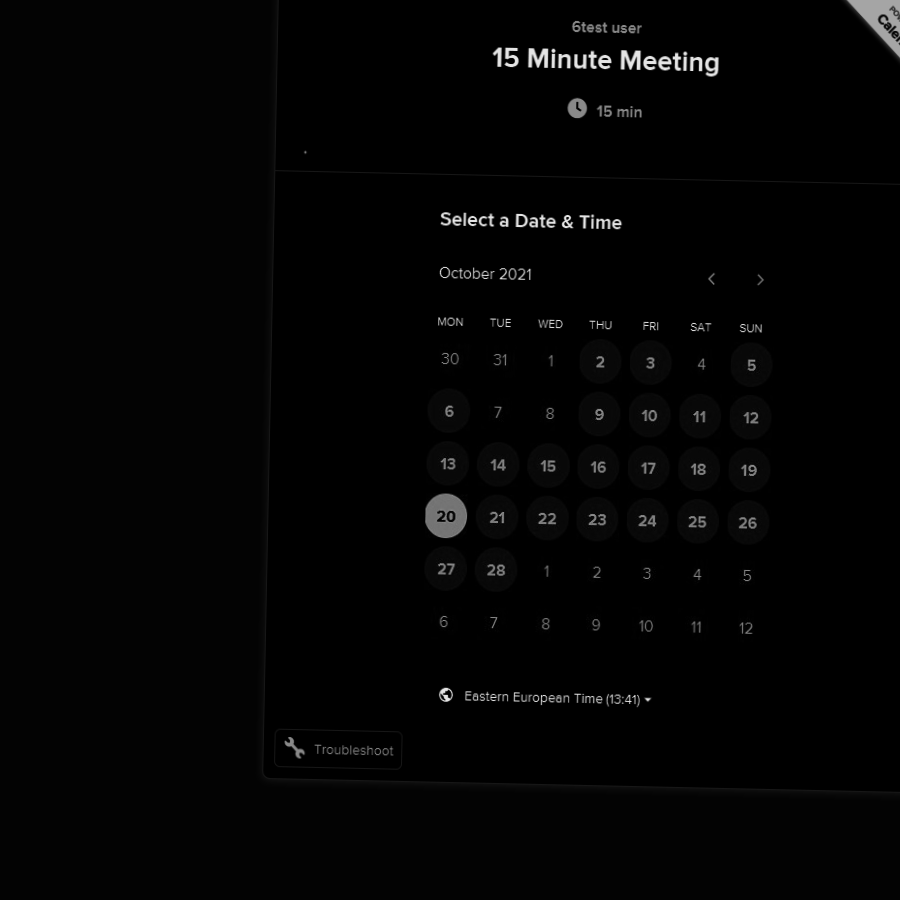 6test user
15 Minute Meeting
15 min
Select a Date & Time
October 2021
MON TUE WED THU FRI SAT SUN
30 31 1 2 3 4 5
6 7 8 9 10 11 12
13 14 15 16 17 18 19
20 21 22 23 24 25 26
27 28 1 2 3 4 5
6 7 8 9 10 11 12
Eastern European Time (13:41)
Troubleshoot